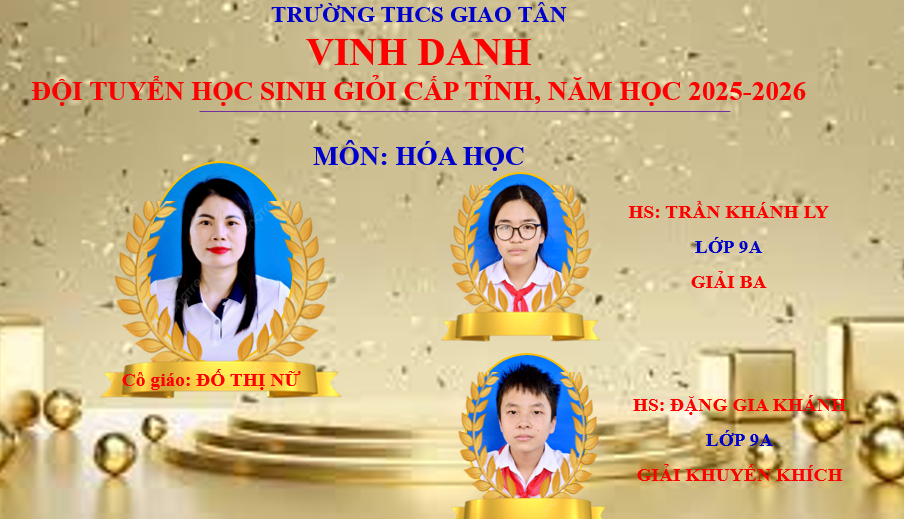 TRƯỜNG THCS GIAO TÂN
VINH DANH
ĐỘI TUYỂN HỌC SINH GIỎI CẤP TỈNH, NĂM HỌC 2025-2026
MÔN: HÓA HỌC
HS: TRẦN KHÁNH LY
LỚP 9A
GIẢI BA
Cô giáo: ĐỖ THỊ NỮ
HS: ĐẶNG GIA KHÁNH
LỚP 9A
GIẢI KHUYẾN KHÍCH